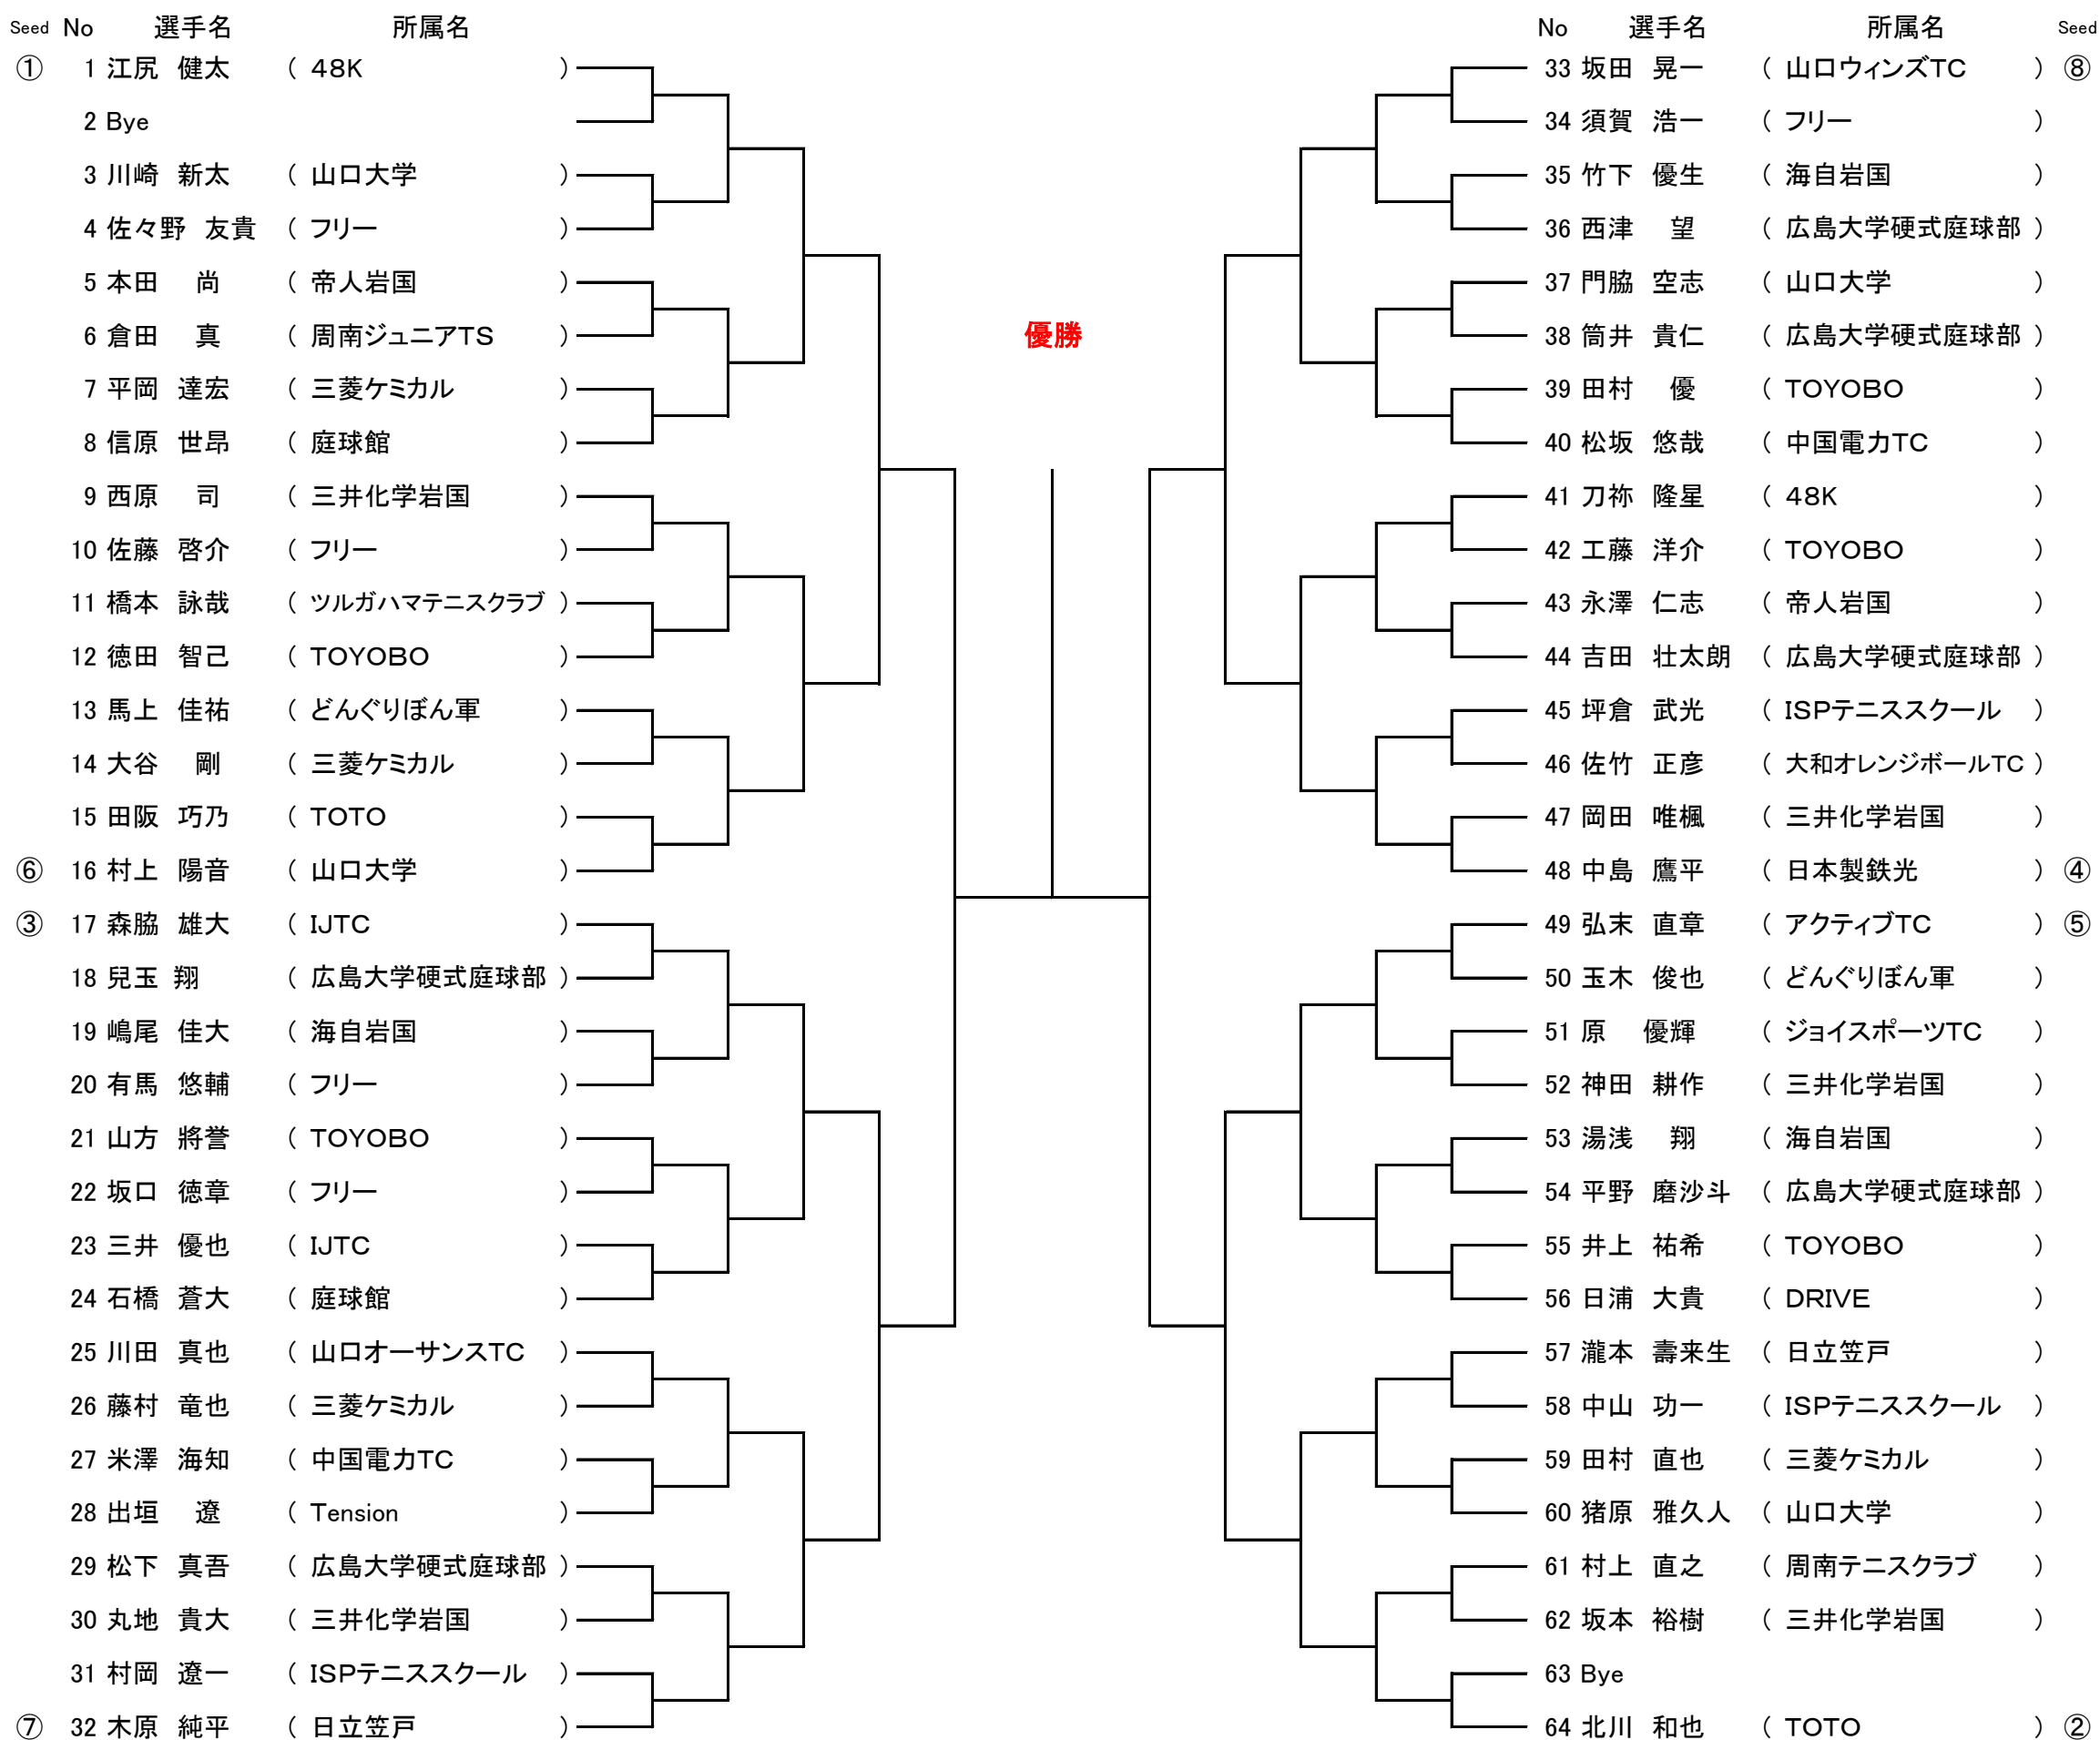 Seed No 選手名 所属名
① 1 江尻 健太 ( 48K )
2 Bye
3 川崎 新太 ( 山口大学 )
4 佐々野 友貴 ( フリー )
5 本田 尚 ( 帝人岩国 )
6 倉田 真 ( 周南ジュニアTS )
7 平岡 達宏 ( 三菱ケミカル )
8 信原 世昂 ( 庭球館 )
9 西原 司 ( 三井化学岩国 )
10 佐藤 啓介 ( フリー )
11 橋本 詠哉 ( ツルガハマテニスクラブ )
12 徳田 智己 ( TOYOBO )
13 馬上 佳祐 ( どんぐりぼん軍 )
14 大谷 剛 ( 三菱ケミカル )
15 田阪 巧乃 ( TOTO )
⑥ 16 村上 陽音 ( 山口大学 )
③ 17 森脇 雄大 ( IJTC )
18 兒玉 翔 ( 広島大学硬式庭球部 )
19 嶋尾 佳大 ( 海自岩国 )
20 有馬 悠輔 ( フリー )
21 山方 將誉 ( TOYOBO )
22 坂口 徳章 ( フリー )
23 三井 優也 ( IJTC )
24 石橋 蒼大 ( 庭球館 )
25 川田 真也 ( 山口オーサンスTC )
26 藤村 竜也 ( 三菱ケミカル )
27 米澤 海知 ( 中国電力TC )
28 出垣 遼 ( Tension )
29 松下 真吾 ( 広島大学硬式庭球部 )
30 丸地 貴大 ( 三井化学岩国 )
31 村岡 遼一 ( ISPテニススクール )
⑦ 32 木原 純平 ( 日立笠戸 )
優勝
No 選手名 所属名 Seed
33 坂田 晃一 ( 山口ウィンズTC ) ⑧
34 須賀 浩一 ( フリー )
35 竹下 優生 ( 海自岩国 )
36 西津 望 ( 広島大学硬式庭球部 )
37 門脇 空志 ( 山口大学 )
38 筒井 貴仁 ( 広島大学硬式庭球部 )
39 田村 優 ( TOYOBO )
40 松坂 悠哉 ( 中国電力TC )
41 刀祢 隆星 ( 48K )
42 工藤 洋介 ( TOYOBO )
43 永澤 仁志 ( 帝人岩国 )
44 吉田 壮太朗 ( 広島大学硬式庭球部 )
45 坪倉 武光 ( ISPテニススクール )
46 佐竹 正彦 ( 大和オレンジボールTC )
47 岡田 唯楓 ( 三井化学岩国 )
48 中島 鷹平 ( 日本製鉄光 ) ④
49 弘末 直章 ( アクティブTC ) ⑤
50 玉木 俊也 ( どんぐりぼん軍 )
51 原 優輝 ( ジョイスポーツTC )
52 神田 耕作 ( 三井化学岩国 )
53 湯浅 翔 ( 海自岩国 )
54 平野 磨沙斗 ( 広島大学硬式庭球部 )
55 井上 祐希 ( TOYOBO )
56 日浦 大貴 ( DRIVE )
57 瀧本 壽来生 ( 日立笠戸 )
58 中山 功一 ( ISPテニススクール )
59 田村 直也 ( 三菱ケミカル )
60 猪原 雅久人 ( 山口大学 )
61 村上 直之 ( 周南テニスクラブ )
62 坂本 裕樹 ( 三井化学岩国 )
63 Bye
64 北川 和也 ( TOTO ) ②